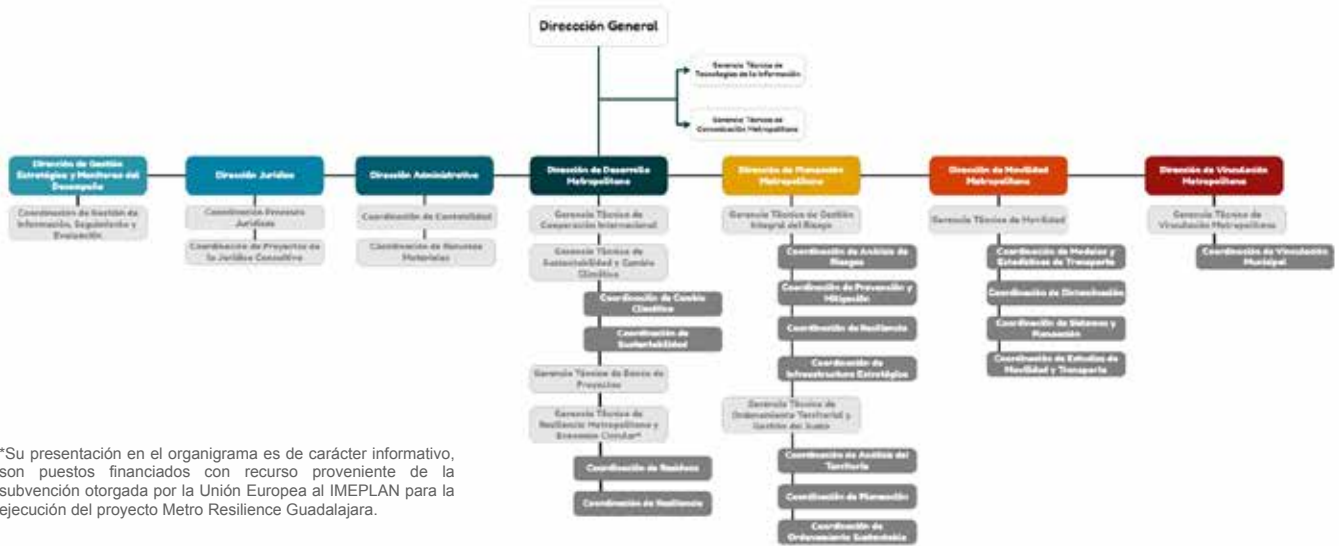 Direccción General
Gerencia Técnica de
Tecnologías de la Información
Gerencia Técnica de
Comunicación Metropolitana
Dirección de Gestión
Estratégica y Monitoreo del
Desempeño
Coordinación de Gestión de
Información, Seguimiento y
Evaluación.
Dirección Jurídica
Coordinación Procesos
Jurídicos
Coordinación de Proyectos de
lo Jurídico Consultivo
Dirección Administrativa
Coordinación de Contabilidad
Coordinación de Recursos
Materiales
Dirección de Desarrollo
Metropolitano
Gerencia Técnica de
Cooperación Internacional
Gerencia Técnica de
Sustentabilidad y Cambio
Climático
Coordinación de Cambio
Climático
Coordinación de
Sustentabilidad
Gerencia Técnica de Banco de
Proyectos
Gerencia Técnica de
Resiliencia Metropolitana y
Economía Circular*
Coordinación de Residuos
Coordinación de Resiliencia
Dirección de Planeación
Metropolitana
Gerencia Técnica de Gestión
Integral del Riesgo
Coordinación de Análisis de
Riesgos
Coordinación de Prevención y
Mitigación
Coordinación de Resiliencia
Coordinación de
Infraestructura Estratégica
Gerencia Técnica de
Ordenamiento Territorial y
Gestión del Suelo
Coordinación de Análisis del
Territorio
Coordinación de Planeación
Coordinación de
Ordenamiento Sustentable
Dirección de Movilidad
Metropolitana
Gerencia Técnica de Movilidad
Coordinación de Modelos y
Estadísticas de Transporte
Coordinación de Dictaminación
Coordinación de Sistemas y
Planeación
Coordinación de Estudios de
Movilidad y Transporte
Dirección de Vinculación
Metropolitana
Gerencia Técnica de
Vinculación Metropolitana
Coordinación de Vinculación
Municipal
*Su presentación en el organigrama es de carácter informativo,
son puestos financiados con recurso proveniente de la
subvención otorgada por la Unión Europea al IMEPLAN para la
ejecución del proyecto Metro Resilience Guadalajara.